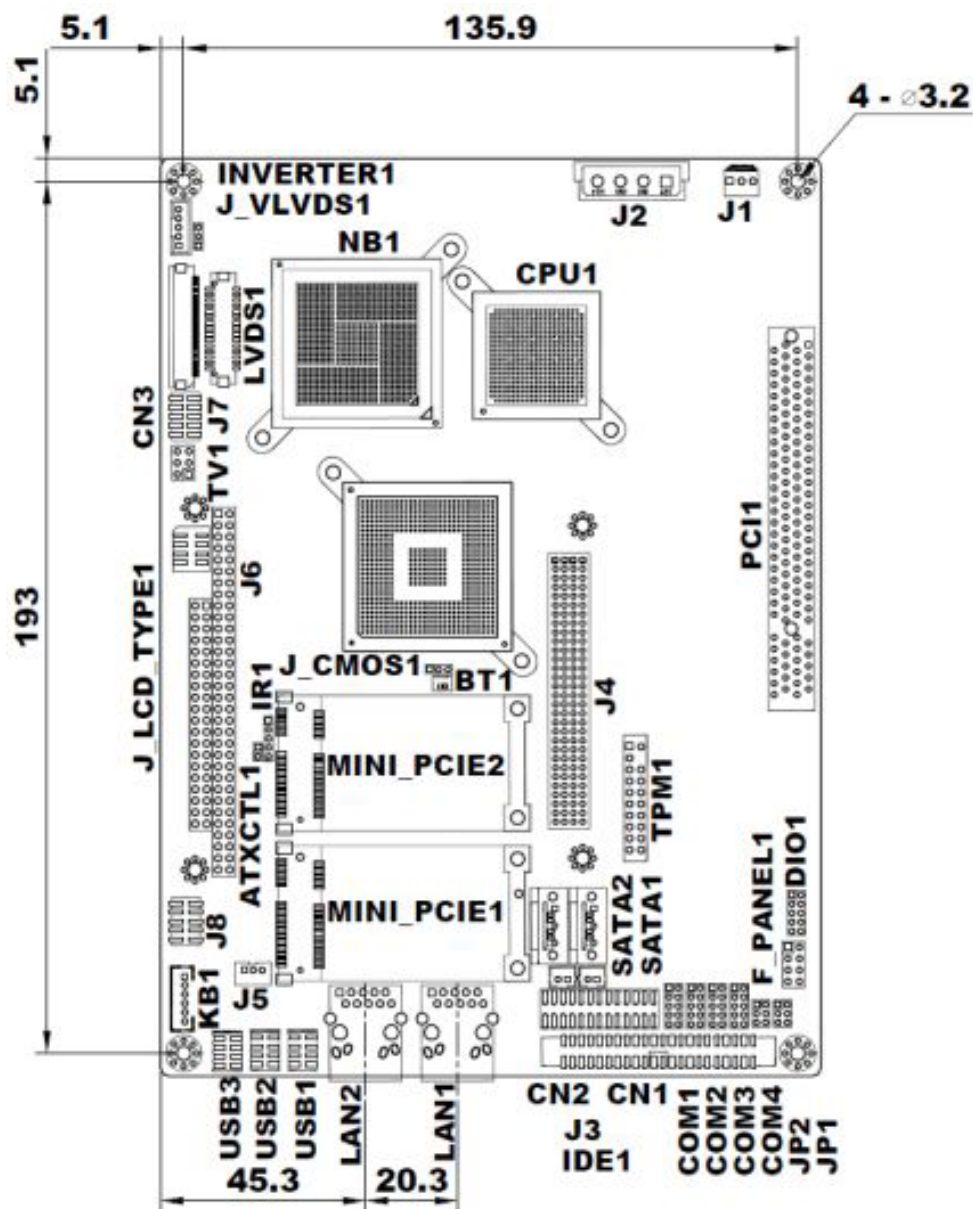 5.1
135.9
5.1
4 - ⌀3.2
INVERTER1
J_VLVDS1
J2
J1
NB1
CPU1
LVDS1
CN3
J7
TV1
PCI1
193
J6
J_LCD_TYPE1
J_CMOS1
BT1
IR1
J4
MINI_PCIE2
TPM1
ATXCTL1
MINI_PCIE1
SATA2
SATA1
F_PANEL1
DIO1
J8
J5
KB1
USB3
USB2
USB1
LAN2
LAN1
CN2
CN1
J3
IDE1
COM1
COM2
COM3
COM4
JP2
JP1
45.3
20.3